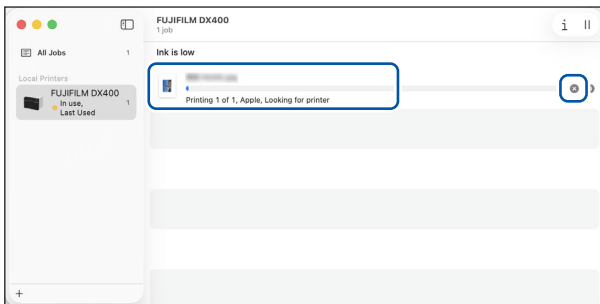 FUJIFILM DX400
1 job
i
All Jobs 1
Ink is low
Local Printers
FUJIFILM DX400
In use, 1
Last Used
Printing 1 of 1, Apple, Looking for printer
+